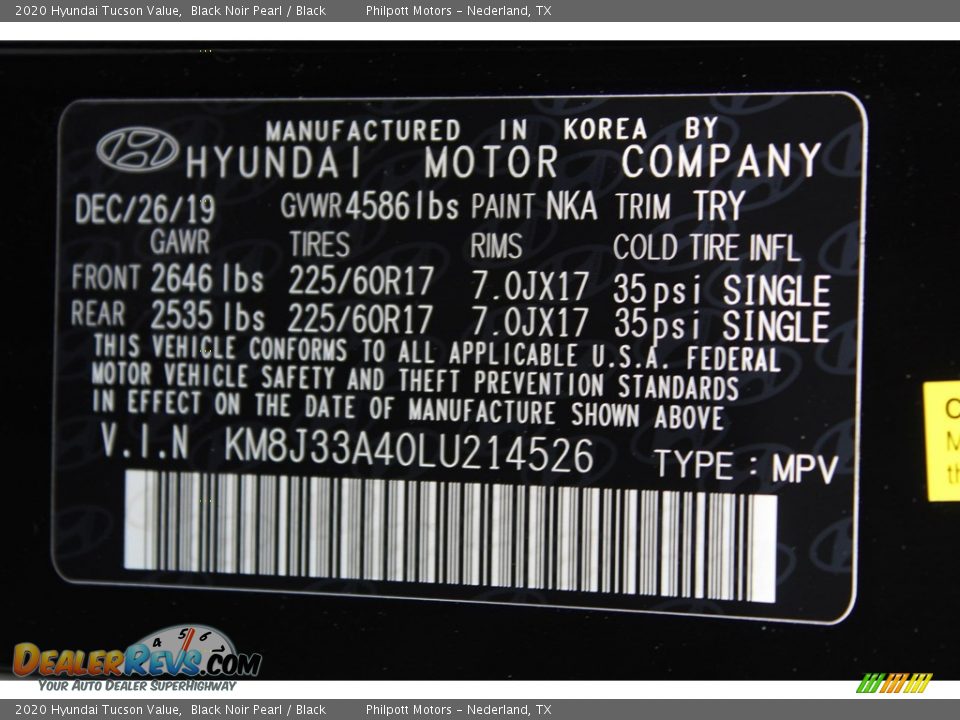 2020 Hyundai Tucson Value, Black Noir Pearl / Black Philpott Motors - Nederland, TX
MANUFACTURED IN KOREA BY
HYUNDAI MOTOR COMPANY
DEC/26/19 GVWR 4586 lbs PAINT NKA TRIM TRY
GAWR TIRES RIMS COLD TIRE INFL
FRONT 2646 lbs 225/60R17 7.0JX17 35psi SINGLE
REAR 2535 lbs 225/60R17 7.0JX17 35psi SINGLE
THIS VEHICLE CONFORMS TO ALL APPLICABLE U.S.A. FEDERAL
MOTOR VEHICLE SAFETY AND THEFT PREVENTION STANDARDS
IN EFFECT ON THE DATE OF MANUFACTURE SHOWN ABOVE
V.I.N KM8J33A40LU214526 TYPE : MPV
4 5 6
DEALERREVS.COM
YOUR AUTO DEALER SUPERHIGHWAY
2020 Hyundai Tucson Value, Black Noir Pearl / Black Philpott Motors - Nederland, TX